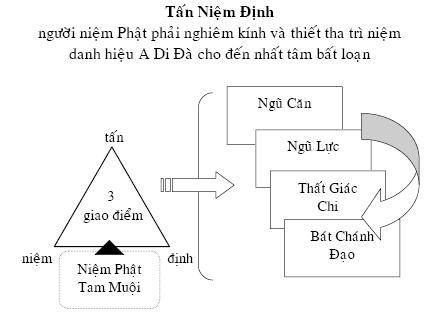 Tấn Niệm Định
người niệm Phật phải nghiêm kính và thiết tha trì niệm
danh hiệu A Di Đà cho đến nhất tâm bất loạn
tấn
3
giao điểm
niệm
định
Niệm Phật
Tam Muội
Ngũ Căn
Ngũ Lực
Thất Giác
Chi
Bát Chánh
Đạo